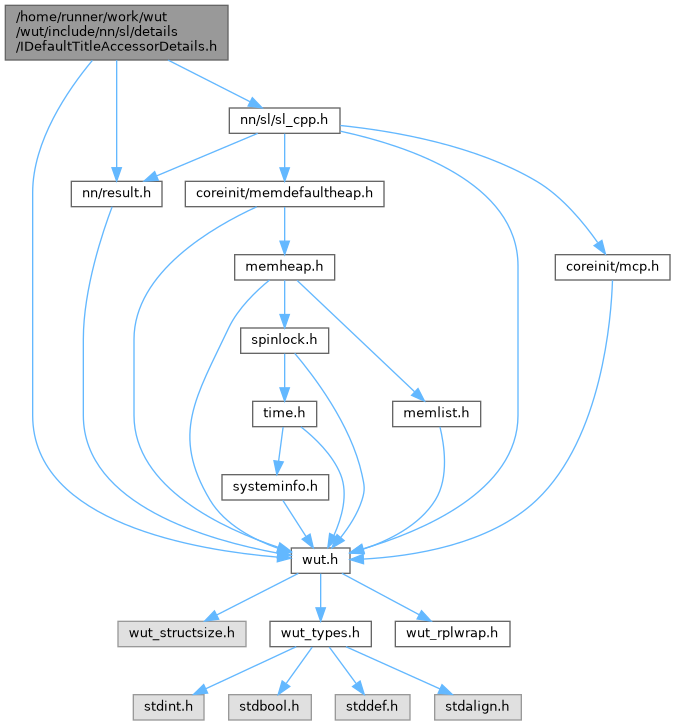 /home/runner/work/wut
/wut/include/nn/sl/details
/IDefaultTitleAccessorDetails.h
nn/sl/sl_cpp.h
nn/result.h
coreinit/memdefaultheap.h
memheap.h
coreinit/mcp.h
spinlock.h
time.h
memlist.h
systeminfo.h
wut.h
wut_structsize.h
wut_types.h
wut_rplwrap.h
stdint.h
stdbool.h
stddef.h
stdalign.h